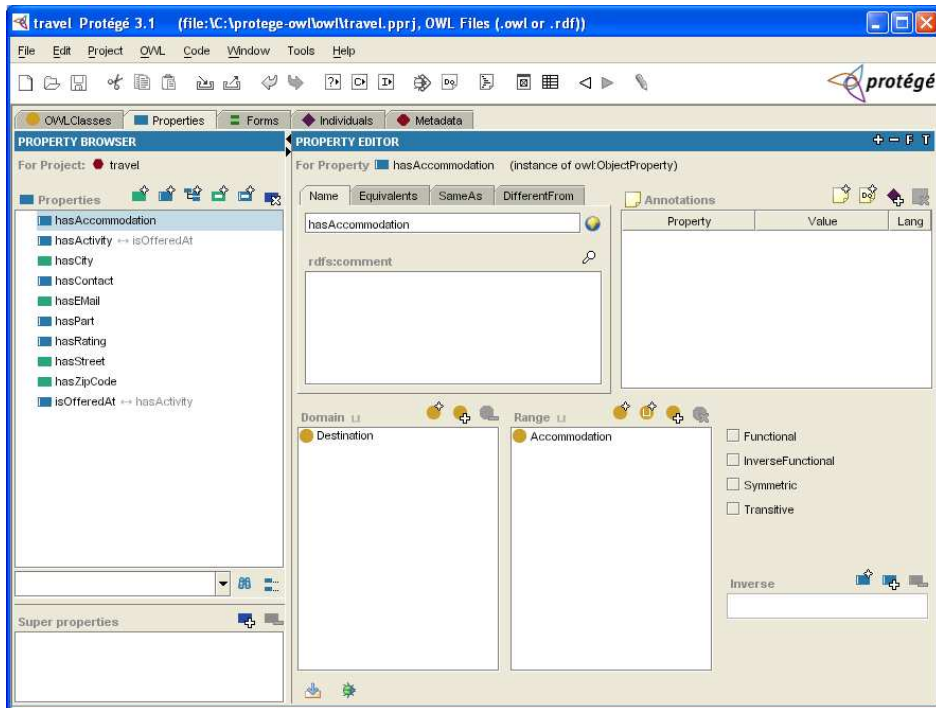 travel Protégé 3.1 (file:\C:\protege-owl\owl\travel.pprj, OWL Files (.owl or .rdf))
File Edit Project OWL Code Window Tools Help
protégé
OWLClasses Properties Forms Individuals Metadata
PROPERTY BROWSER
For Project: travel
Properties
hasAccommodation
hasActivity ↔ isOfferedAt
hasCity
hasContact
hasEMail
hasPart
hasRating
hasStreet
hasZipCode
isOfferedAt ↔ hasActivity
Super properties
PROPERTY EDITOR
F T
For Property hasAccommodation (instance of owl:ObjectProperty)
Name Equivalents SameAs DifferentFrom
hasAccommodation
rdfs:comment
Annotations
Property Value Lang
Domain
Destination
Range
Accommodation
Functional
InverseFunctional
Symmetric
Transitive
Inverse